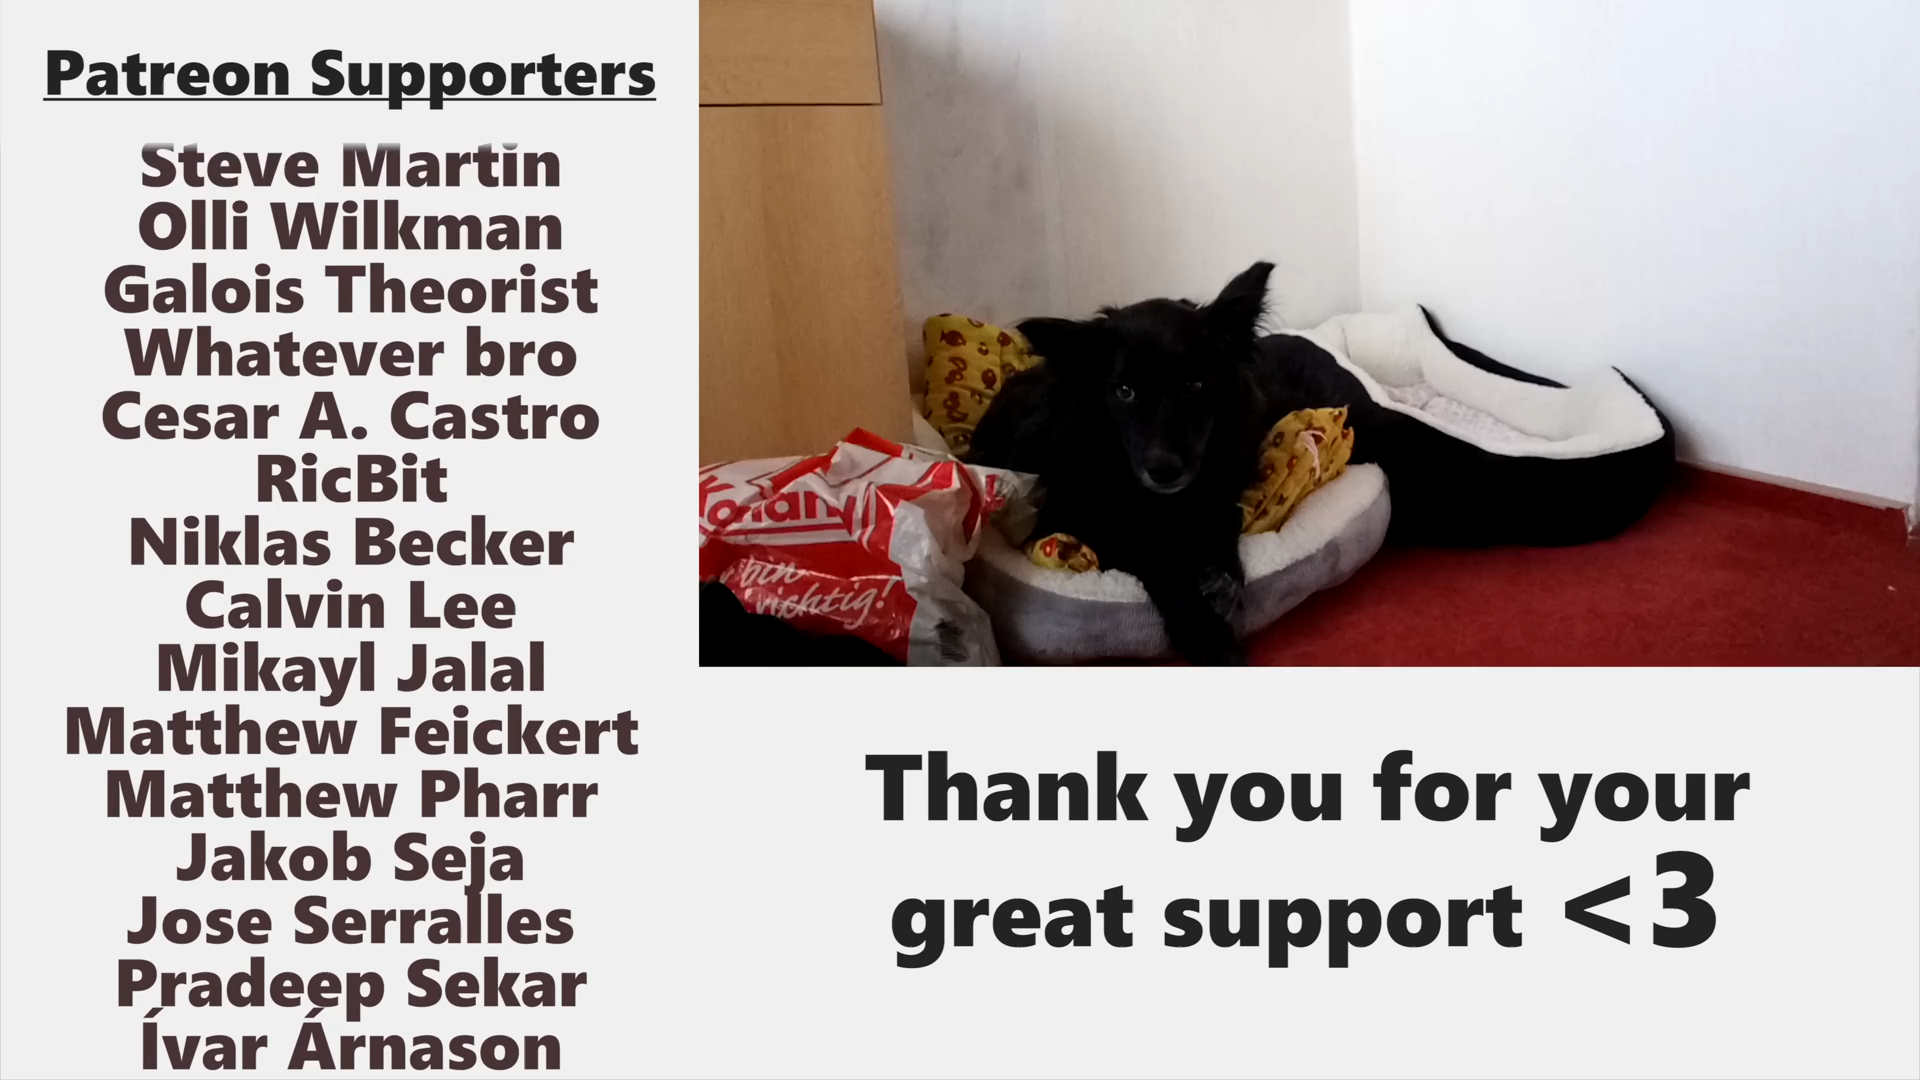 Patreon Supporters
Steve Martin
Olli Wilkman
Galois Theorist
Whatever bro
Cesar A. Castro
RicBit
Niklas Becker
Calvin Lee
Mikayl Jalal
Matthew Feickert
Matthew Pharr
Jakob Seja
Jose Serralles
Pradeep Sekar
Ívar Árnason
bin
richtig!
Thank you for your
great support <3